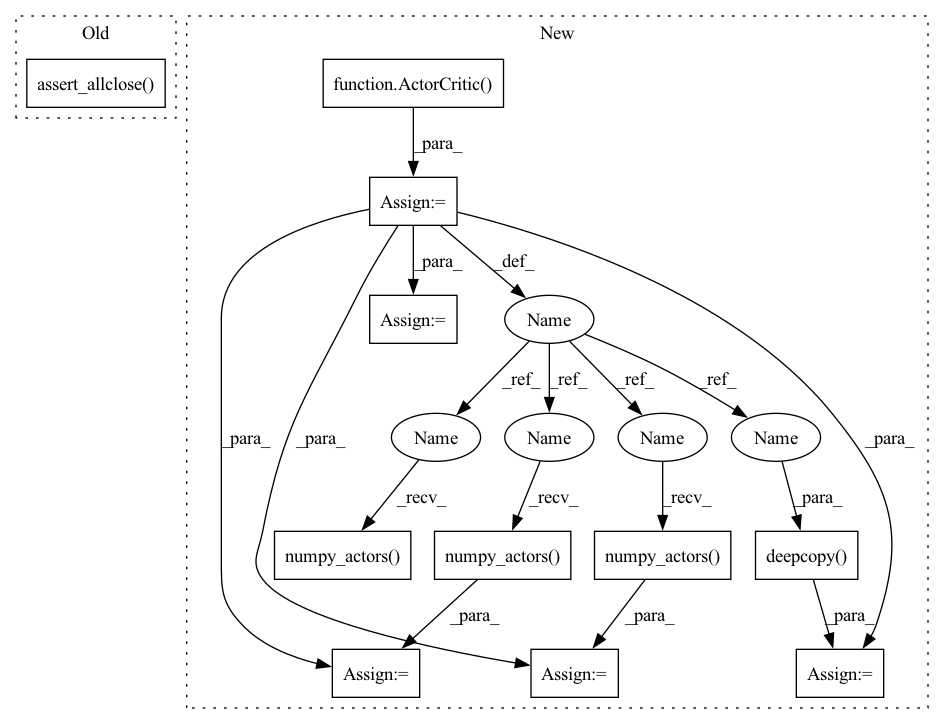 Old
New
assert_allclose()
function.ActorCritic()
_para_
Assign:=
_para_
_def_
Assign:=
Name
_ref_
_ref_
_ref_
_ref_
_para_
_para_
Name
Name
Name
Name
_para_
_recv_
_recv_
_recv_
_para_
numpy_actors()
numpy_actors()
numpy_actors()
deepcopy()
_para_
_para_
_para_
Assign:=
Assign:=
Assign:=